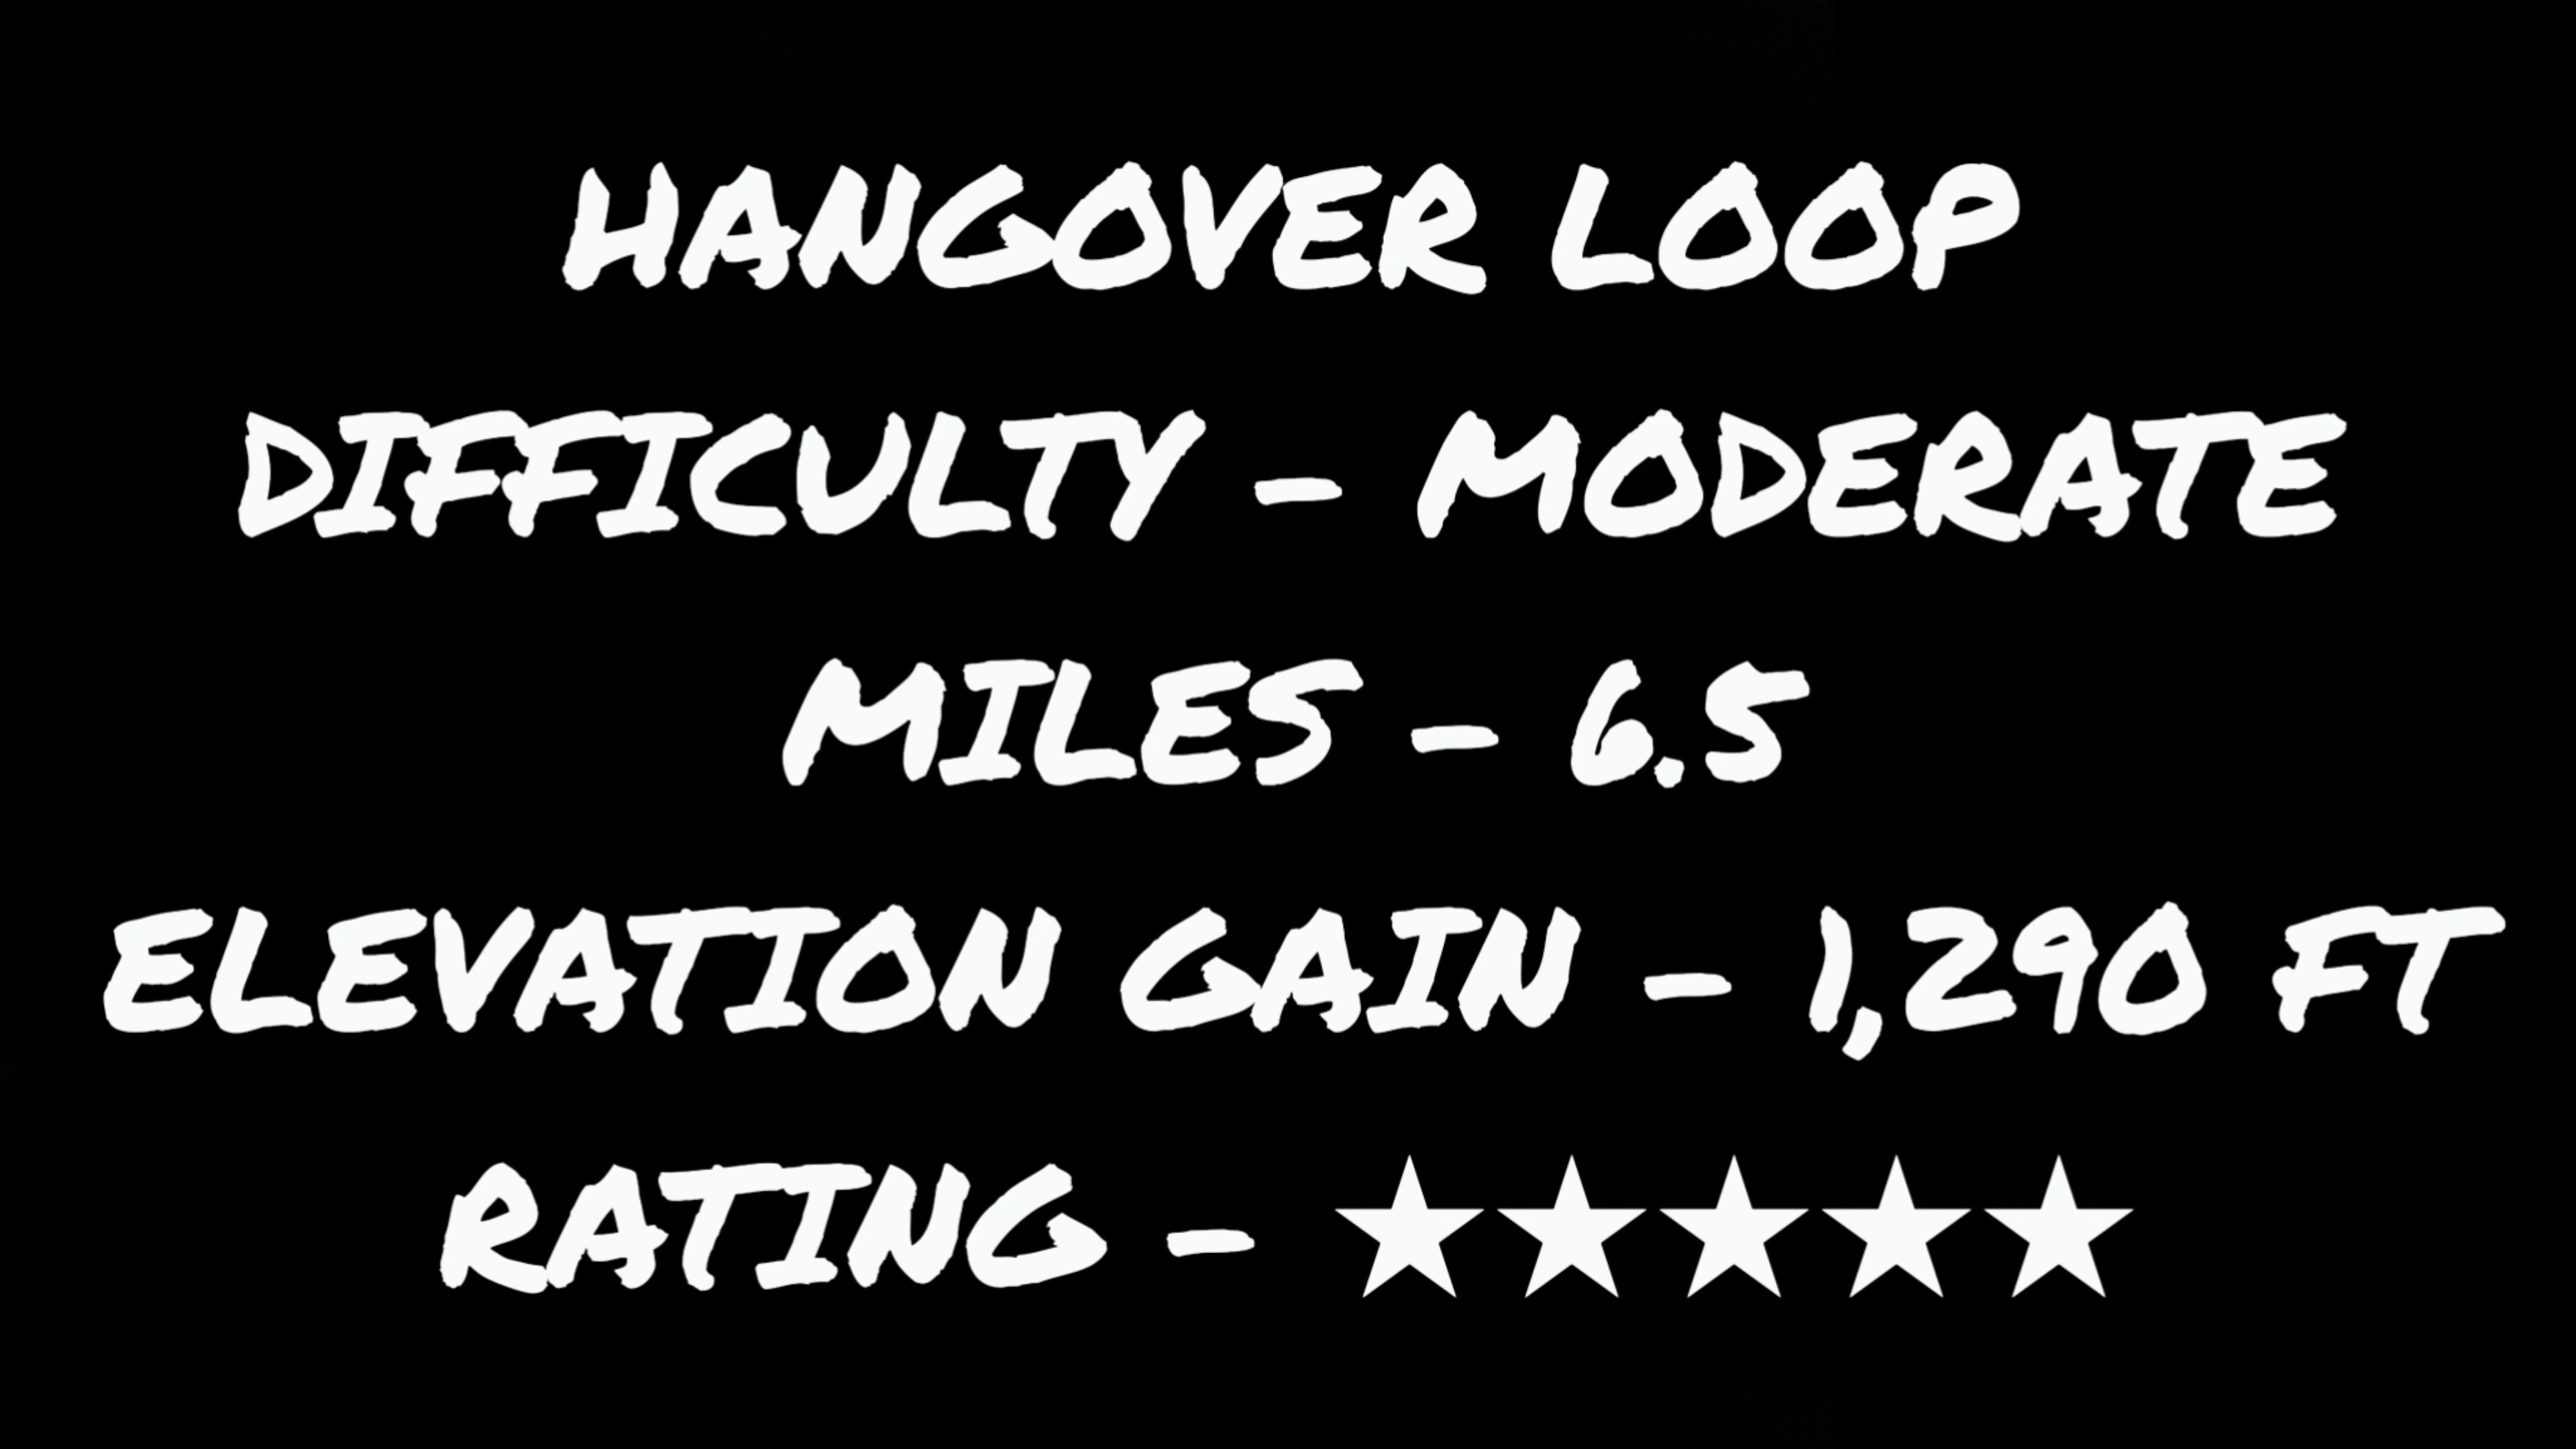 HANGOVER LOOP
DIFFICULTY - MODERATE
MILES - 6.5
ELEVATION GAIN - 1,290 FT
RATING - ★★★★★